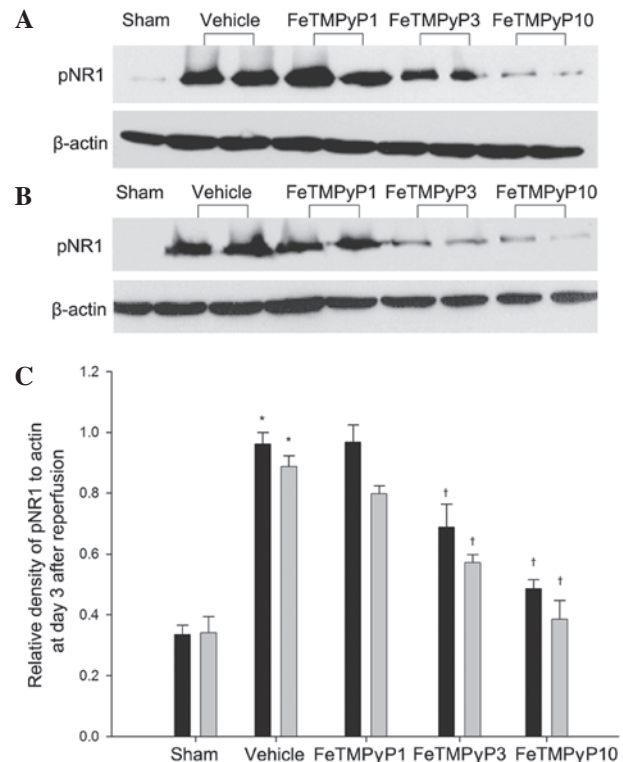 A
Sham Vehicle FeTMPyP1 FeTMPyP3 FeTMPyP10
pNR1
β-actin
B
Sham Vehicle FeTMPyP1 FeTMPyP3 FeTMPyP10
pNR1
β-actin
C
Relative density of pNR1 to actin
at day 3 after reperfusion
1.2
1.0
0.8
0.6
0.4
0.2
0.0
* *
† †
† †
Sham Vehicle FeTMPyP1 FeTMPyP3 FeTMPyP10